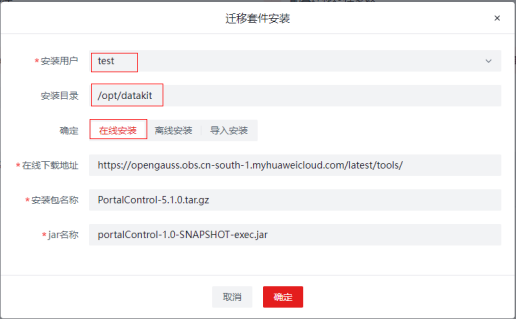 迁移套件安装
* 安装用户 test
安装目录 /opt/datakit
确定 在线安装 离线安装 导入安装
* 在线下载地址 https://opengauss.obs.cn-south-1.myhuaweicloud.com/latest/tools/
* 安装包名称 PortalControl-5.1.0.tar.gz
* jar名称 portalControl-1.0-SNAPSHOT-exec.jar
取消 确定